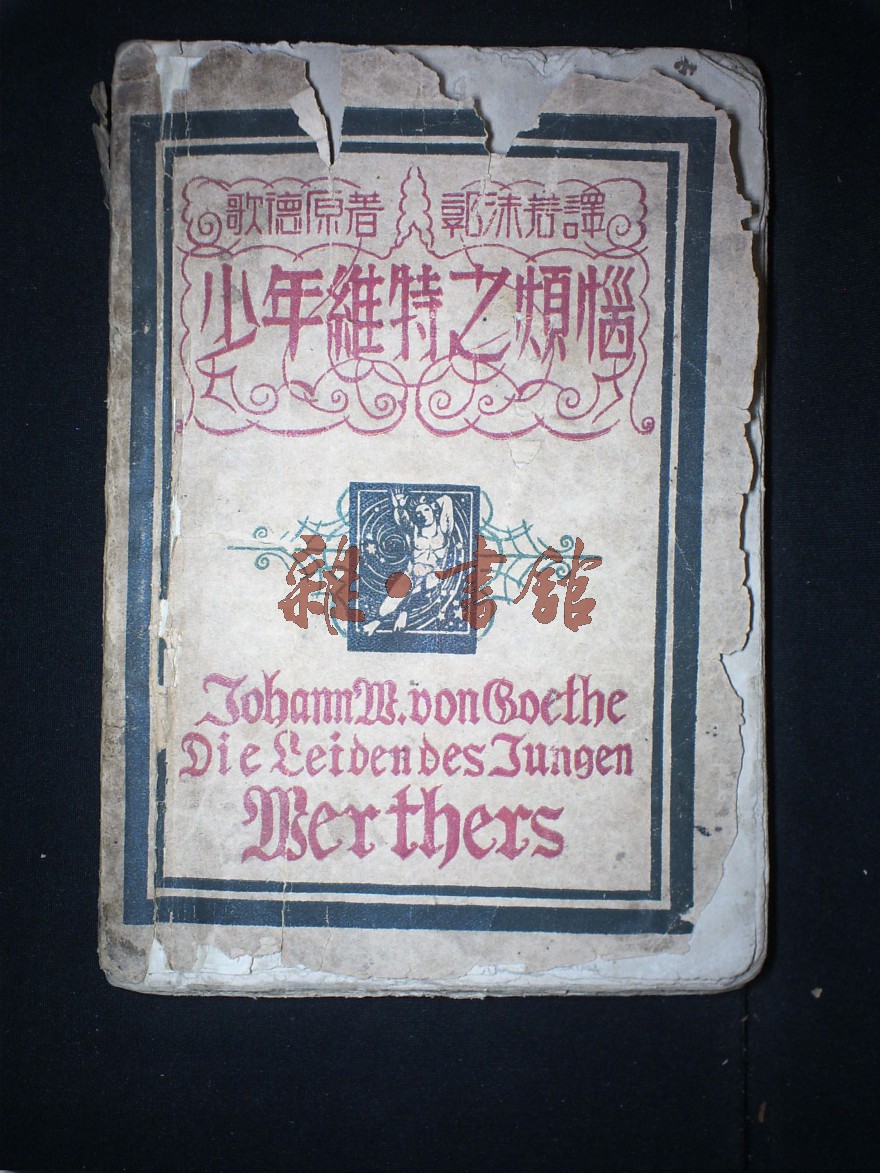 歌德原著 郭沫若譯
少年維特之煩惱
雜·書館
Johann W. von Goethe
Die Leiden des Jungen
Werthers